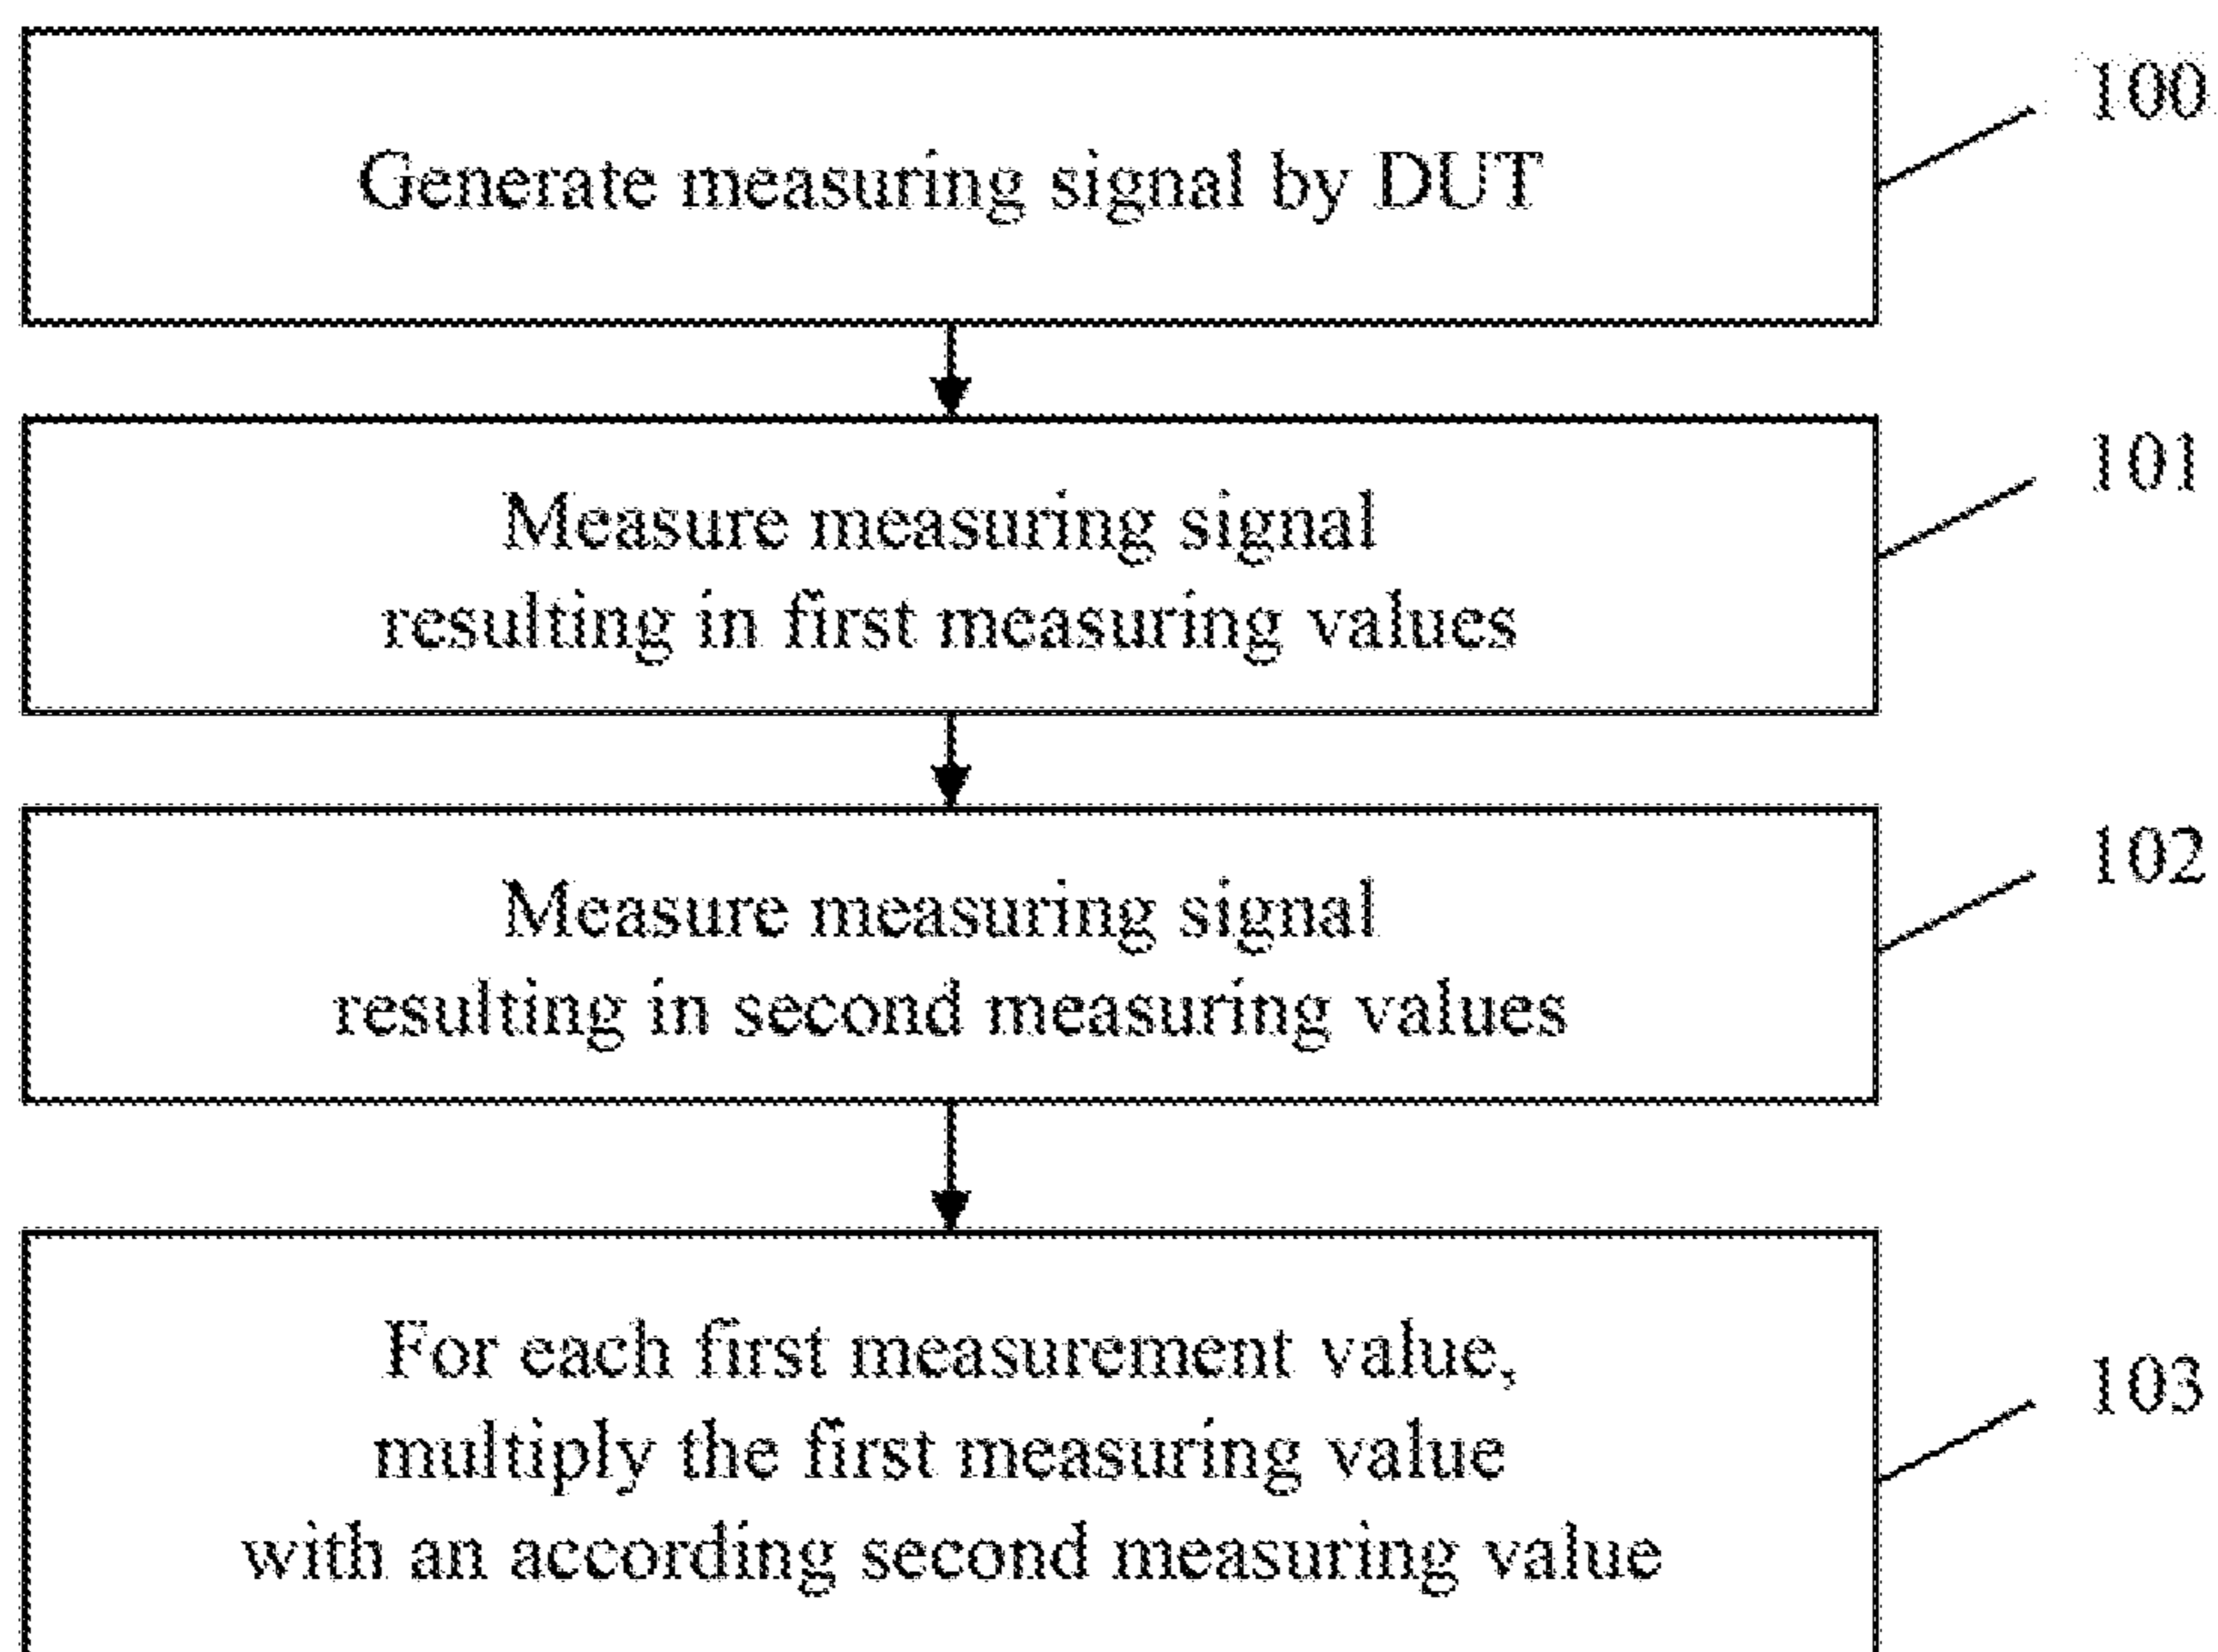 Generate measuring signal by DUT
100
Measure measuring signal
resulting in first measuring values
101
Measure measuring signal
resulting in second measuring values
102
For each first measurement value,
multiply the first measuring value
with an according second measuring value
103